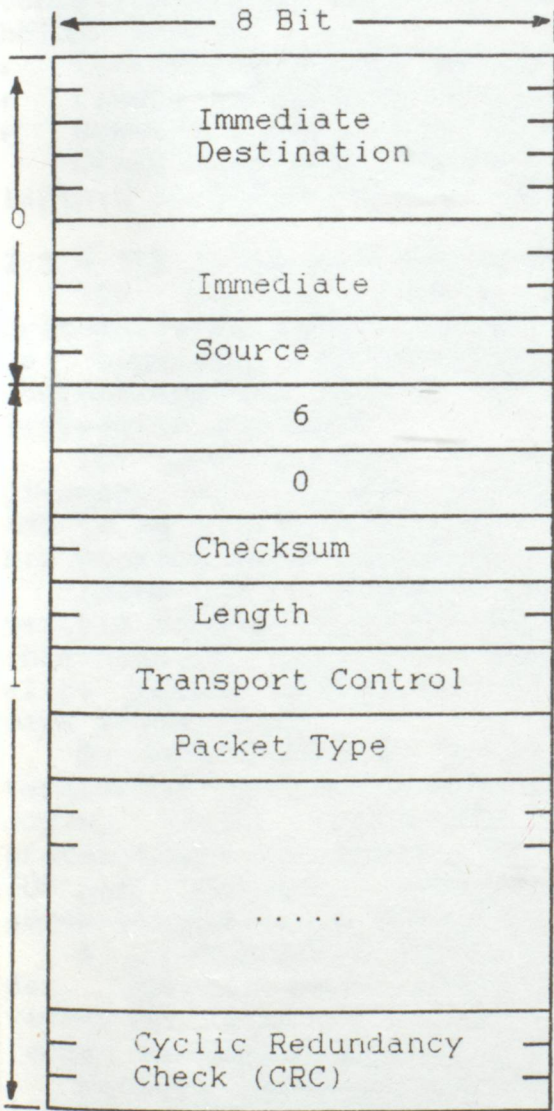 8 Bit
Immediate
Destination
0
Immediate
Source
6
0
Checksum
Length
Transport Control
Packet Type
.....
Cyclic Redundancy
Check (CRC)